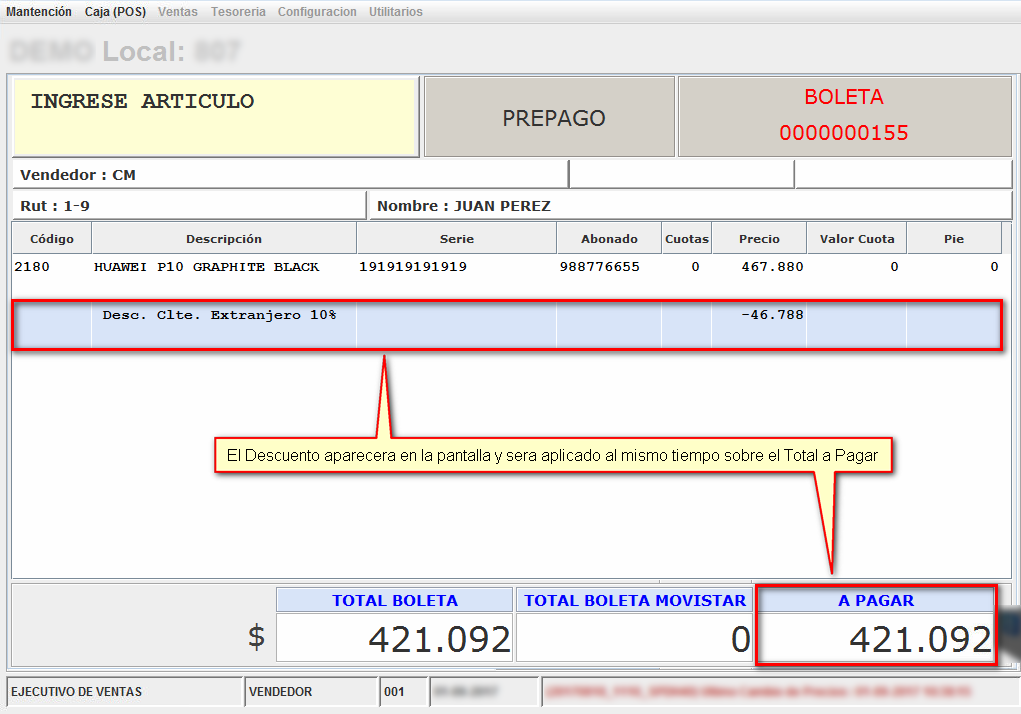 Mantención Caja (POS) Ventas Tesoreria Configuracion Utilitarios
DEMO Local: 807
INGRESE ARTICULO
PREPAGO
BOLETA
0000000155
Vendedor : CM
Rut : 1-9 Nombre : JUAN PEREZ
Código Descripción Serie Abonado Cuotas Precio Valor Cuota Pie
2180 HUAWEI P10 GRAPHITE BLACK 191919191919 988776655 0 467.880 0 0
Desc. Clte. Extranjero 10% -46.788
El Descuento aparecera en la pantalla y sera aplicado al mismo tiempo sobre el Total a Pagar
TOTAL BOLETA TOTAL BOLETA MOVISTAR A PAGAR
$ 421.092 0 421.092
EJECUTIVO DE VENTAS VENDEDOR 001